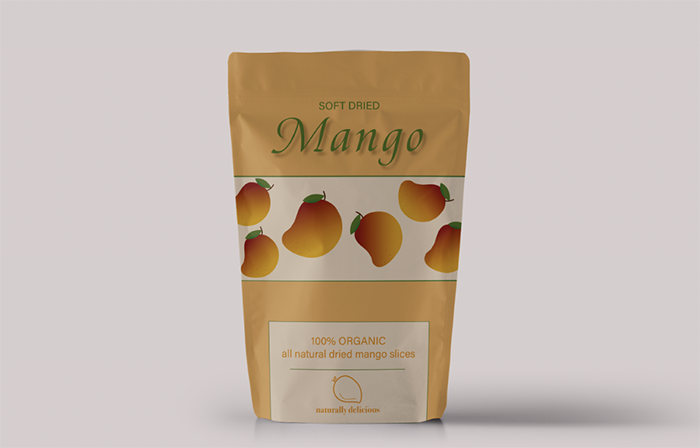 SOFT DRIED
Mango
100% ORGANIC
all natural dried mango slices
naturally delicious